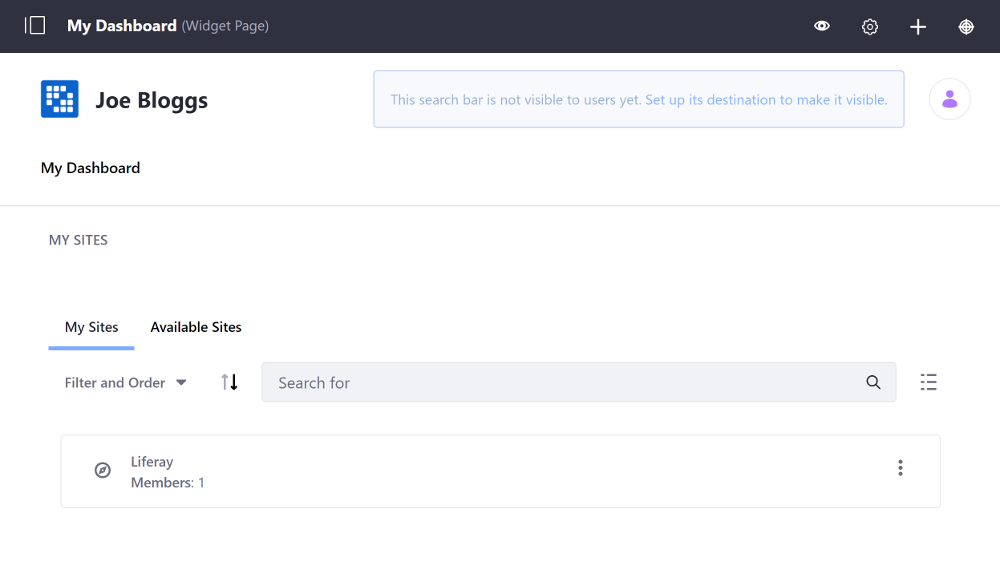 My Dashboard (Widget Page)
Joe Bloggs
This search bar is not visible to users yet. Set up its destination to make it visible.
My Dashboard
MY SITES
My Sites Available Sites
Filter and Order Search for
Liferay
Members: 1